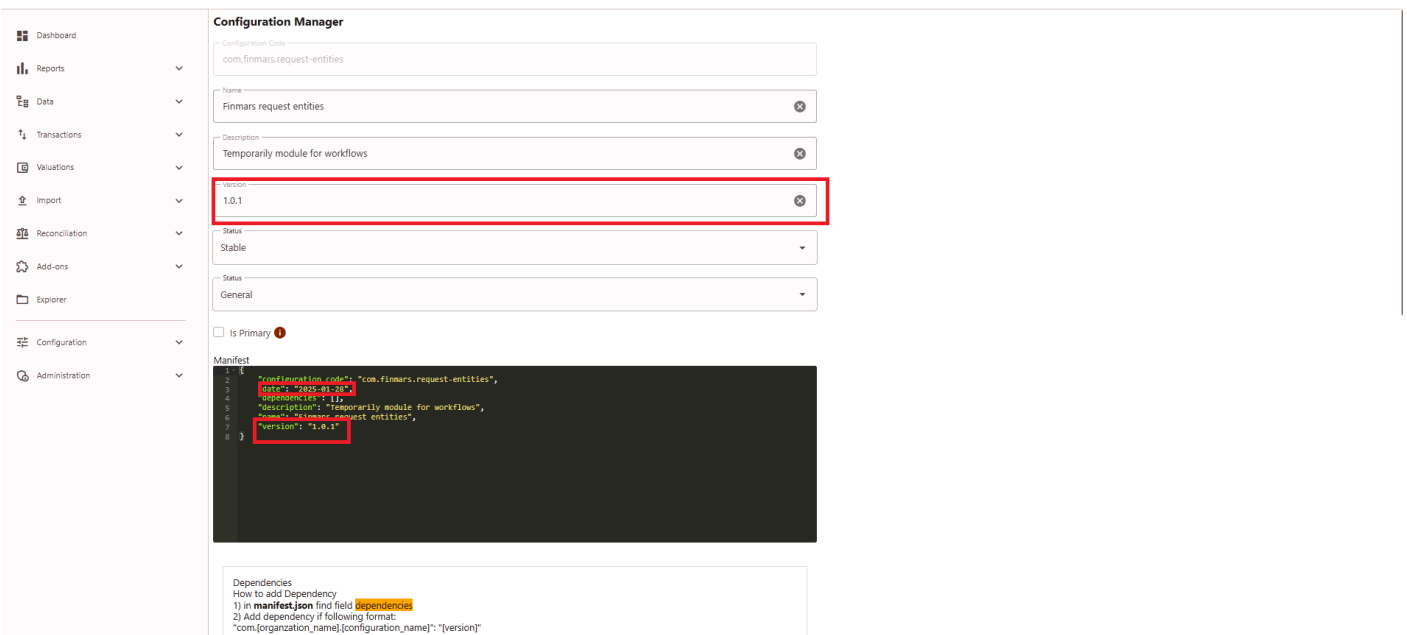 Configuration Manager
Dashboard
Reports
Data
Transactions
Valuations
Import
Reconciliation
Add-ons
Explorer
Configuration
Administration
Configuration Code
com.finmars.request-entities
Name
Finmars request entities
Description
Temporarily module for workflows
Version
1.0.1
Status
Stable
Status
General
Is Primary
Manifest
1 {
2 "configuration_code": "com.finmars.request-entities",
3 "date": "2025-01-28",
4 "dependencies": [],
5 "description": "Temporarily module for workflows",
6 "name": "Finmars request entities",
7 "version": "1.0.1"
8 }
Dependencies
How to add Dependency
1) in manifest.json find field dependencies
2) Add dependency if following format:
"com.[organzation_name].[configuration_name]": "[version]"